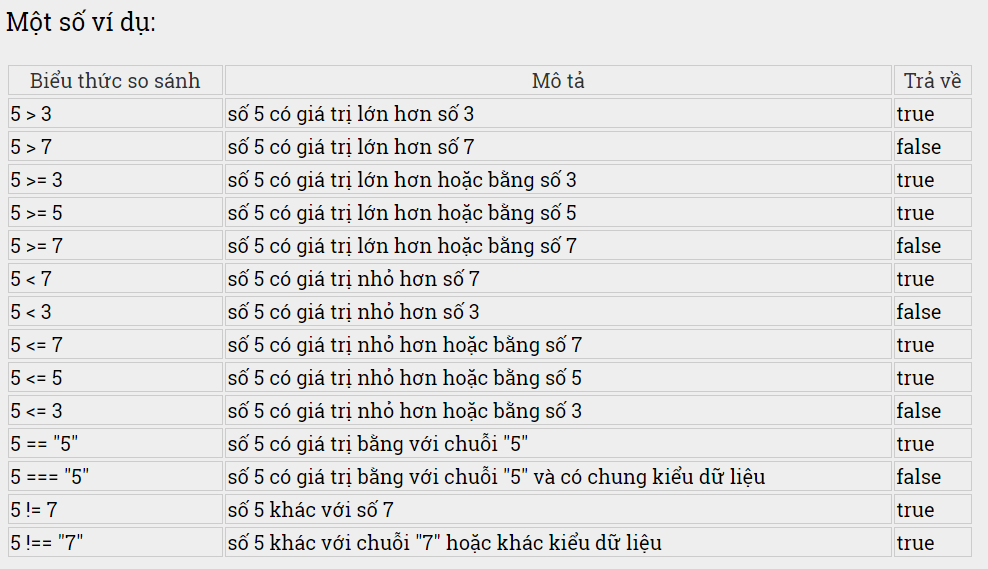 Một số ví dụ:
Biểu thức so sánh Mô tả Trả về
5 > 3 số 5 có giá trị lớn hơn số 3 true
5 > 7 số 5 có giá trị lớn hơn số 7 false
5 >= 3 số 5 có giá trị lớn hơn hoặc bằng số 3 true
5 >= 5 số 5 có giá trị lớn hơn hoặc bằng số 5 true
5 >= 7 số 5 có giá trị lớn hơn hoặc bằng số 7 false
5 < 7 số 5 có giá trị nhỏ hơn số 7 true
5 < 3 số 5 có giá trị nhỏ hơn số 3 false
5 <= 7 số 5 có giá trị nhỏ hơn hoặc bằng số 7 true
5 <= 5 số 5 có giá trị nhỏ hơn hoặc bằng số 5 true
5 <= 3 số 5 có giá trị nhỏ hơn hoặc bằng số 3 false
5 == "5" số 5 có giá trị bằng với chuỗi "5" true
5 === "5" số 5 có giá trị bằng với chuỗi "5" và có chung kiểu dữ liệu false
5 != 7 số 5 khác với số 7 true
5 !== "7" số 5 khác với chuỗi "7" hoặc khác kiểu dữ liệu true